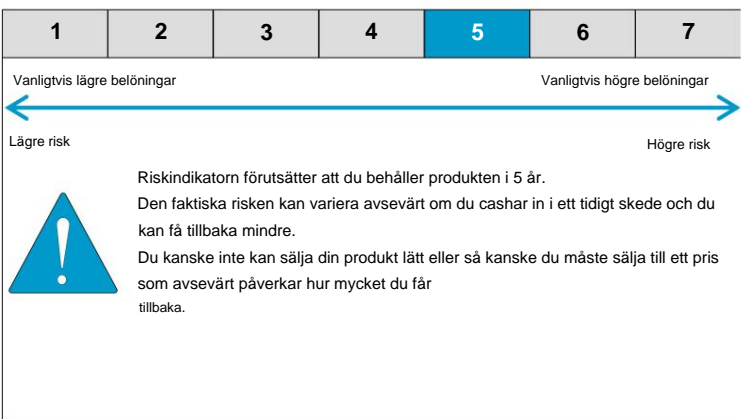 1 2 3 4 5 6 7
Vanligtvis lägre belöningar Vanligtvis högre belöningar
Lägre risk Högre risk
Riskindikatorn förutsätter att du behåller produkten i 5 år.
Den faktiska risken kan variera avsevärt om du cashar in i ett tidigt skede och du
kan få tillbaka mindre.
Du kanske inte kan sälja din produkt lätt eller så kanske du måste sälja till ett pris
som avsevärt påverkar hur mycket du får
tillbaka.